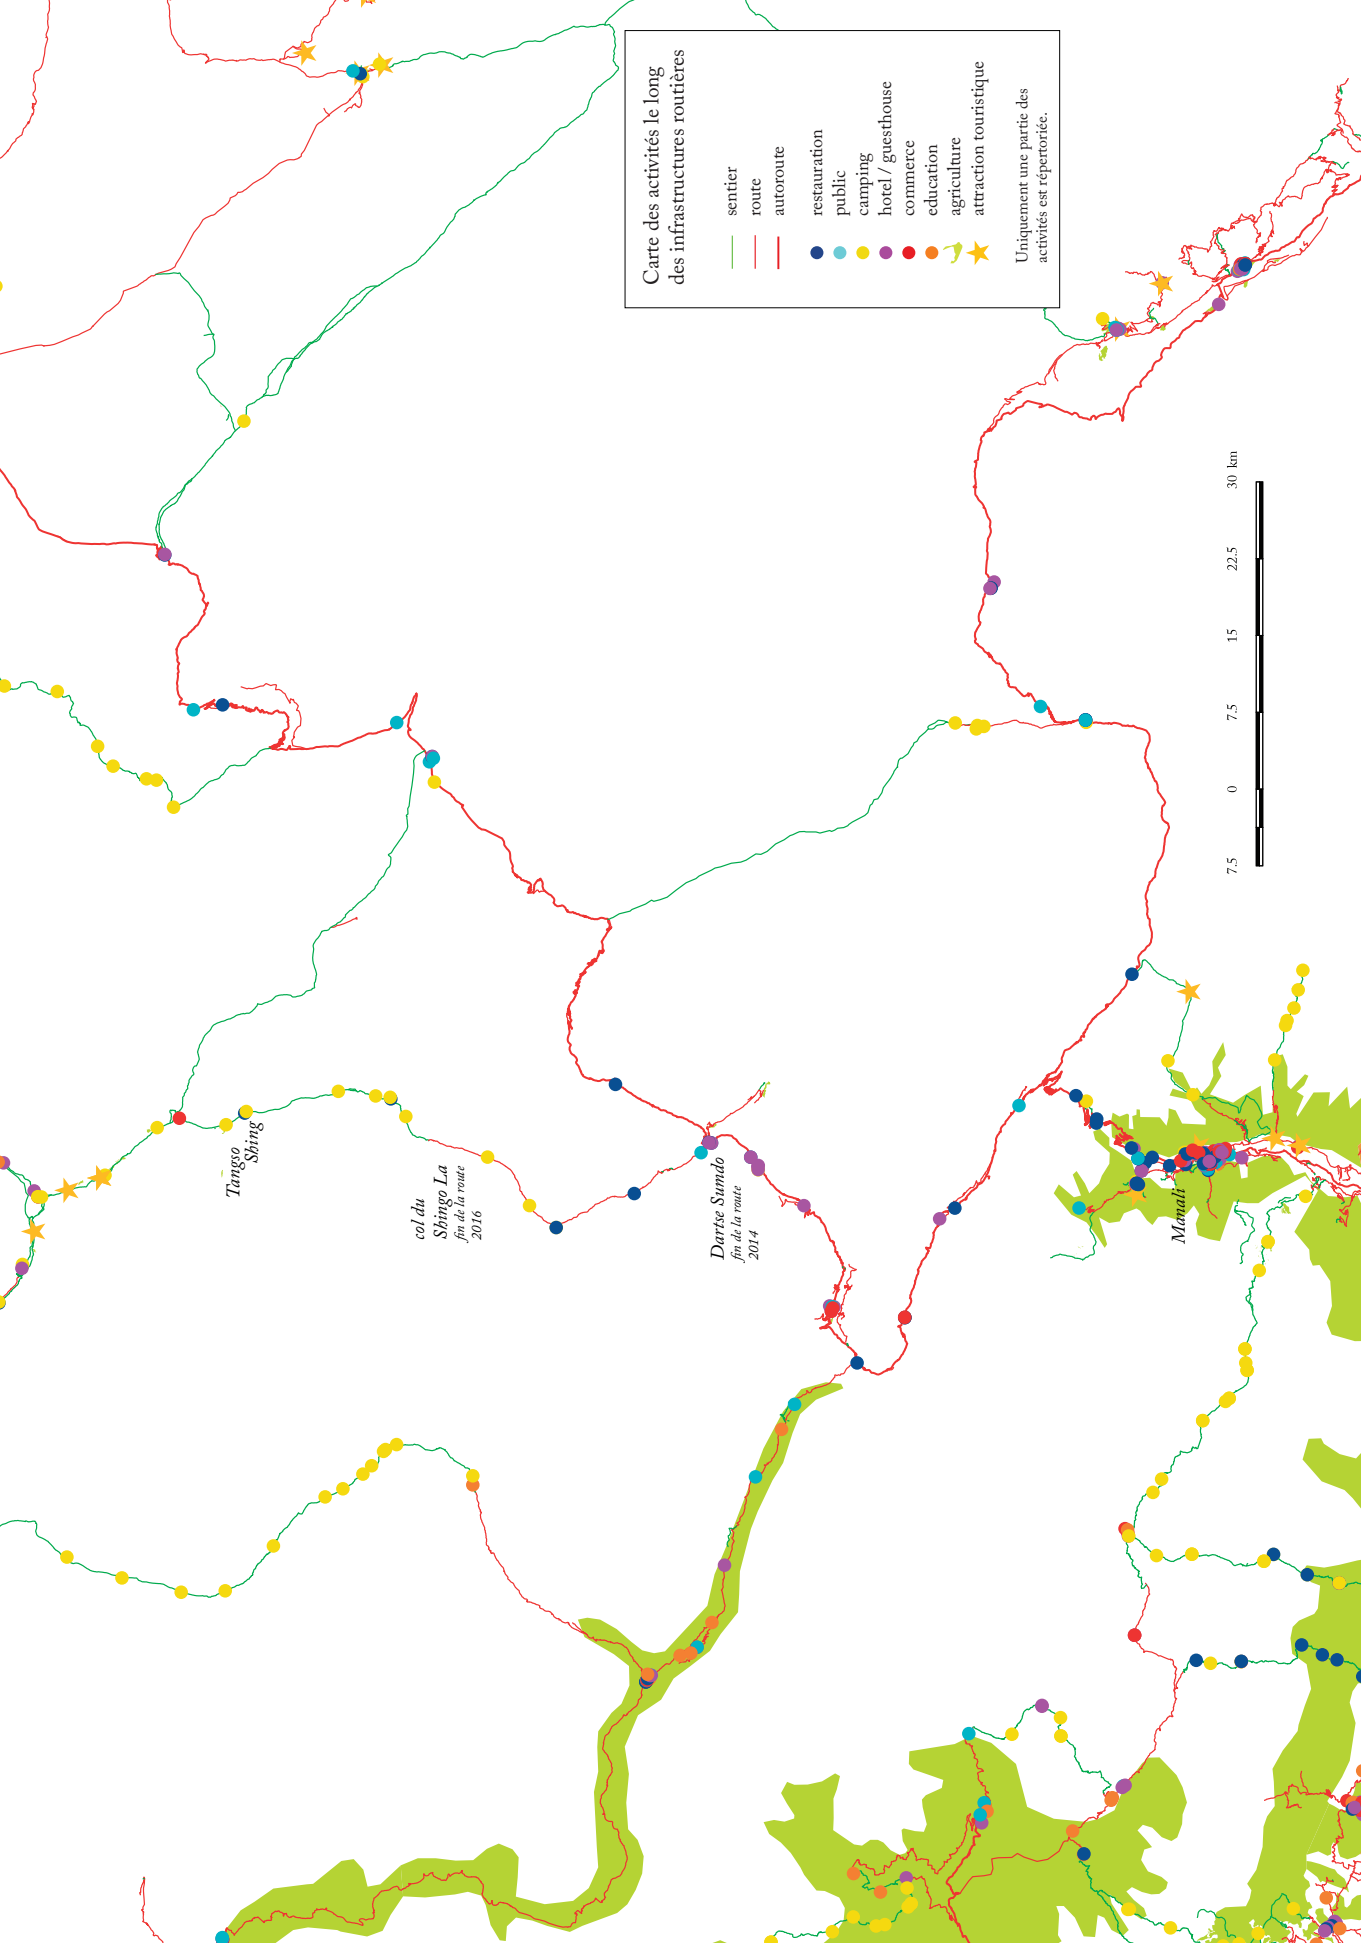 Carte des activités le long
des infrastructures routières
sentier
route
autoroute
restauration
public
camping
hotel / guesthouse
commerce
education
agriculture
attraction touristique
Uniquement une partie des
activités est répertoriée.
Tangso
Shing
col du
Shingo La
fin de la route
2016
Dartse Sumdo
fin de la route
2014
Manali
7.5 0 7.5 15 22.5 30 km